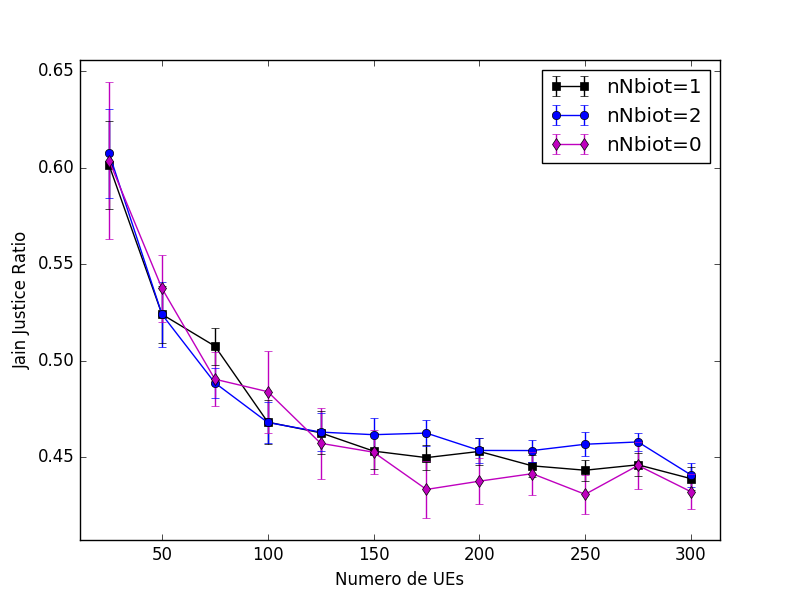 0.65
nNbiot=1
nNbiot=2
nNbiot=0
0.60
0.55
0.50
0.45
Jain Justice Ratio
50 100 150 200 250 300
Numero de UEs